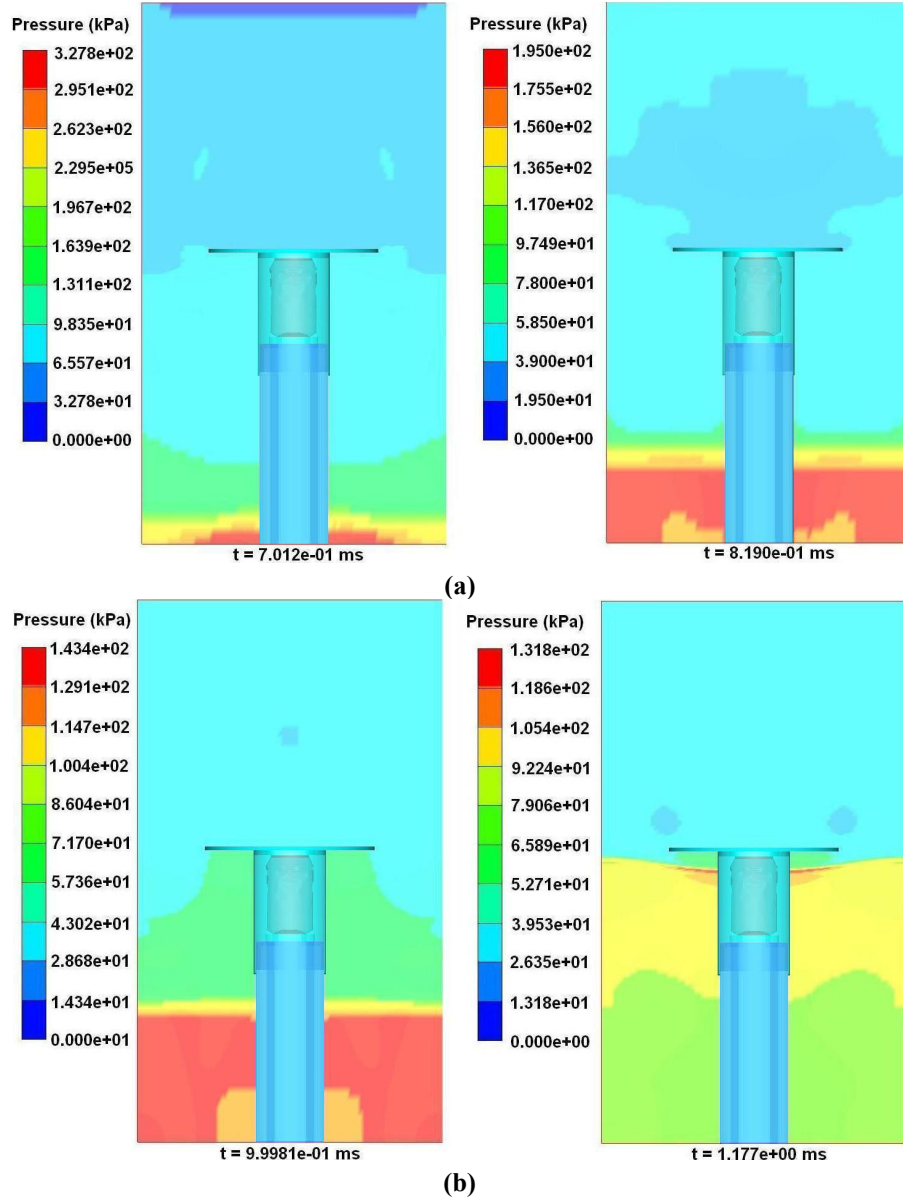 Pressure (kPa)
3.278e+02
2.951e+02
2.623e+02
2.295e+05
1.967e+02
1.639e+02
1.311e+02
9.835e+01
6.557e+01
3.278e+01
0.000e+00
t = 7.012e-01 ms
Pressure (kPa)
1.950e+02
1.755e+02
1.560e+02
1.365e+02
1.170e+02
9.749e+01
7.800e+01
5.850e+01
3.900e+01
1.950e+01
0.000e+00
t = 8.190e-01 ms
(a)
Pressure (kPa)
1.434e+02
1.291e+02
1.147e+02
1.004e+02
8.604e+01
7.170e+01
5.736e+01
4.302e+01
2.868e+01
1.434e+01
0.000e+01
t = 9.9981e-01 ms
Pressure (kPa)
1.318e+02
1.186e+02
1.054e+02
9.224e+01
7.906e+01
6.589e+01
5.271e+01
3.953e+01
2.635e+01
1.318e+01
0.000e+00
t = 1.177e+00 ms
(b)